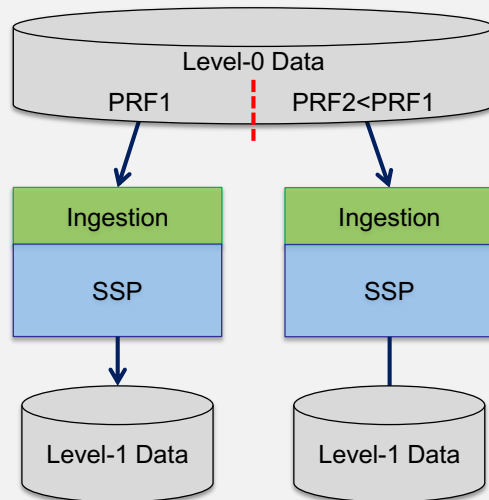 Level-0 Data
PRF1
PRF2<PRF1
Ingestion
Ingestion
SSP
SSP
Level-1 Data
Level-1 Data